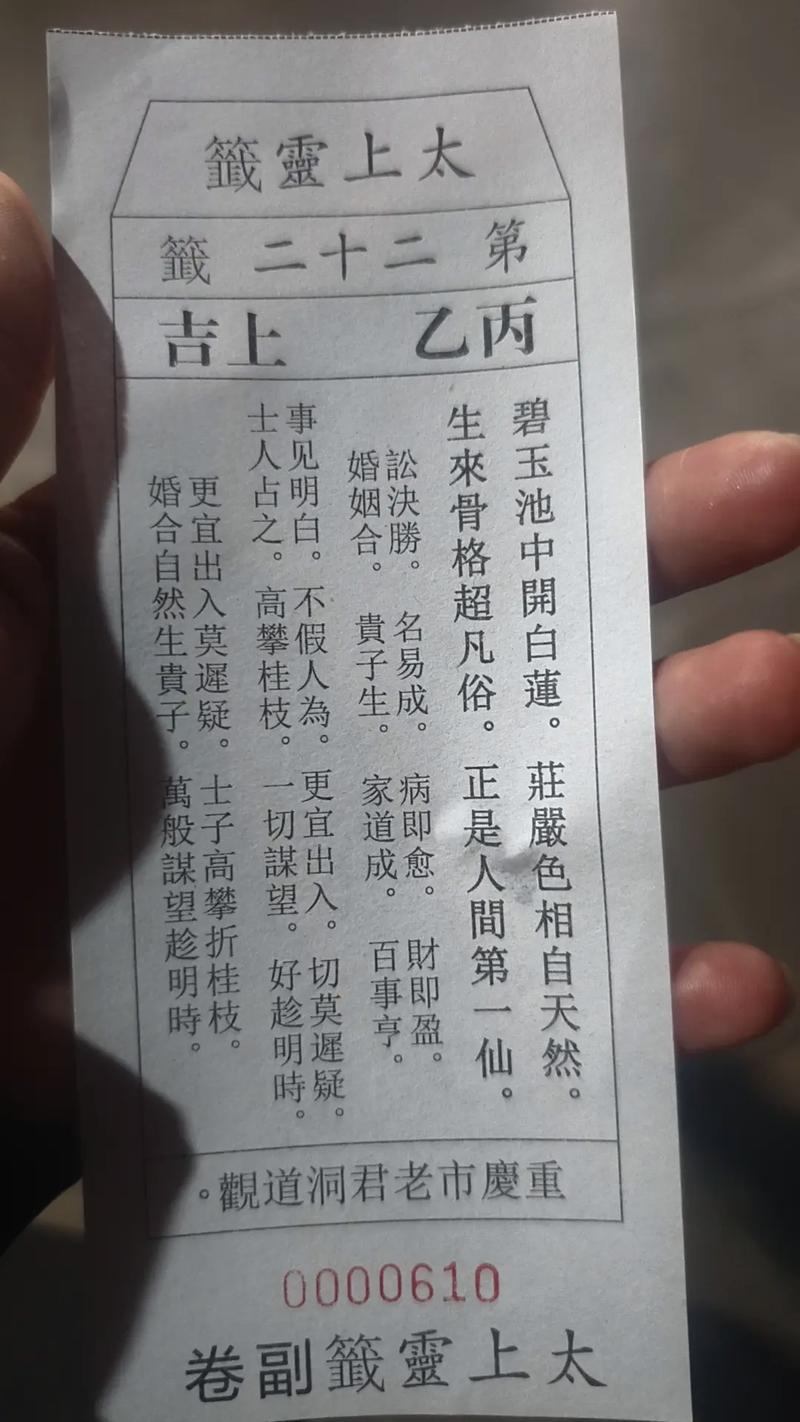 太上靈籤
第二十二籤
丙乙 上吉
碧玉池中開白蓮。莊嚴色相自天然。
生來骨格超凡俗。正是人間第一仙。
訟決勝。名易成。病即愈。財即盈。
婚姻合。貴子生。家道成。百事亨。
事见明白。不假人為。更宜出入。切莫遲疑。
士人占之。高攀桂枝。一切謀望。好趁明時。
更宜出入莫遲疑。士子高攀折桂枝。
婚合自然生貴子。萬般謀望趁明時。
重慶市老君洞道觀。
0000610
太上靈籤副卷